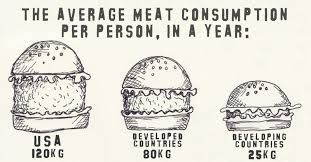 THE AVERAGE MEAT CONSUMPTION
PER PERSON, IN A YEAR:
USA
120KG
DEVELOPED
COUNTRIES
80KG
DEVELOPING
COUNTRIES
25KG